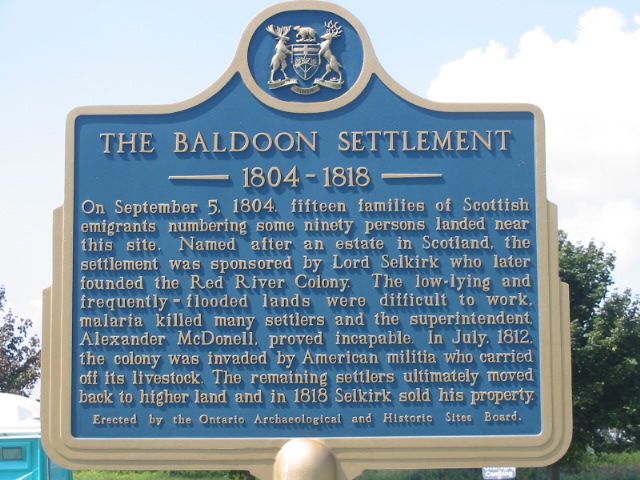 THE BALDOON SETTLEMENT
1804 - 1818
On September 5, 1804, fifteen families of Scottish
emigrants numbering some ninety persons landed near
this site. Named after an estate in Scotland, the
settlement was sponsored by Lord Selkirk who later
founded the Red River Colony. The low-lying and
frequently-flooded lands were difficult to work,
malaria killed many settlers and the superintendent,
Alexander McDonell, proved incapable. In July, 1812,
the colony was invaded by American militia who carried
off its livestock. The remaining settlers ultimately moved
back to higher land and in 1818 Selkirk sold his property.
Erected by the Ontario Archaeological and Historic Sites Board.